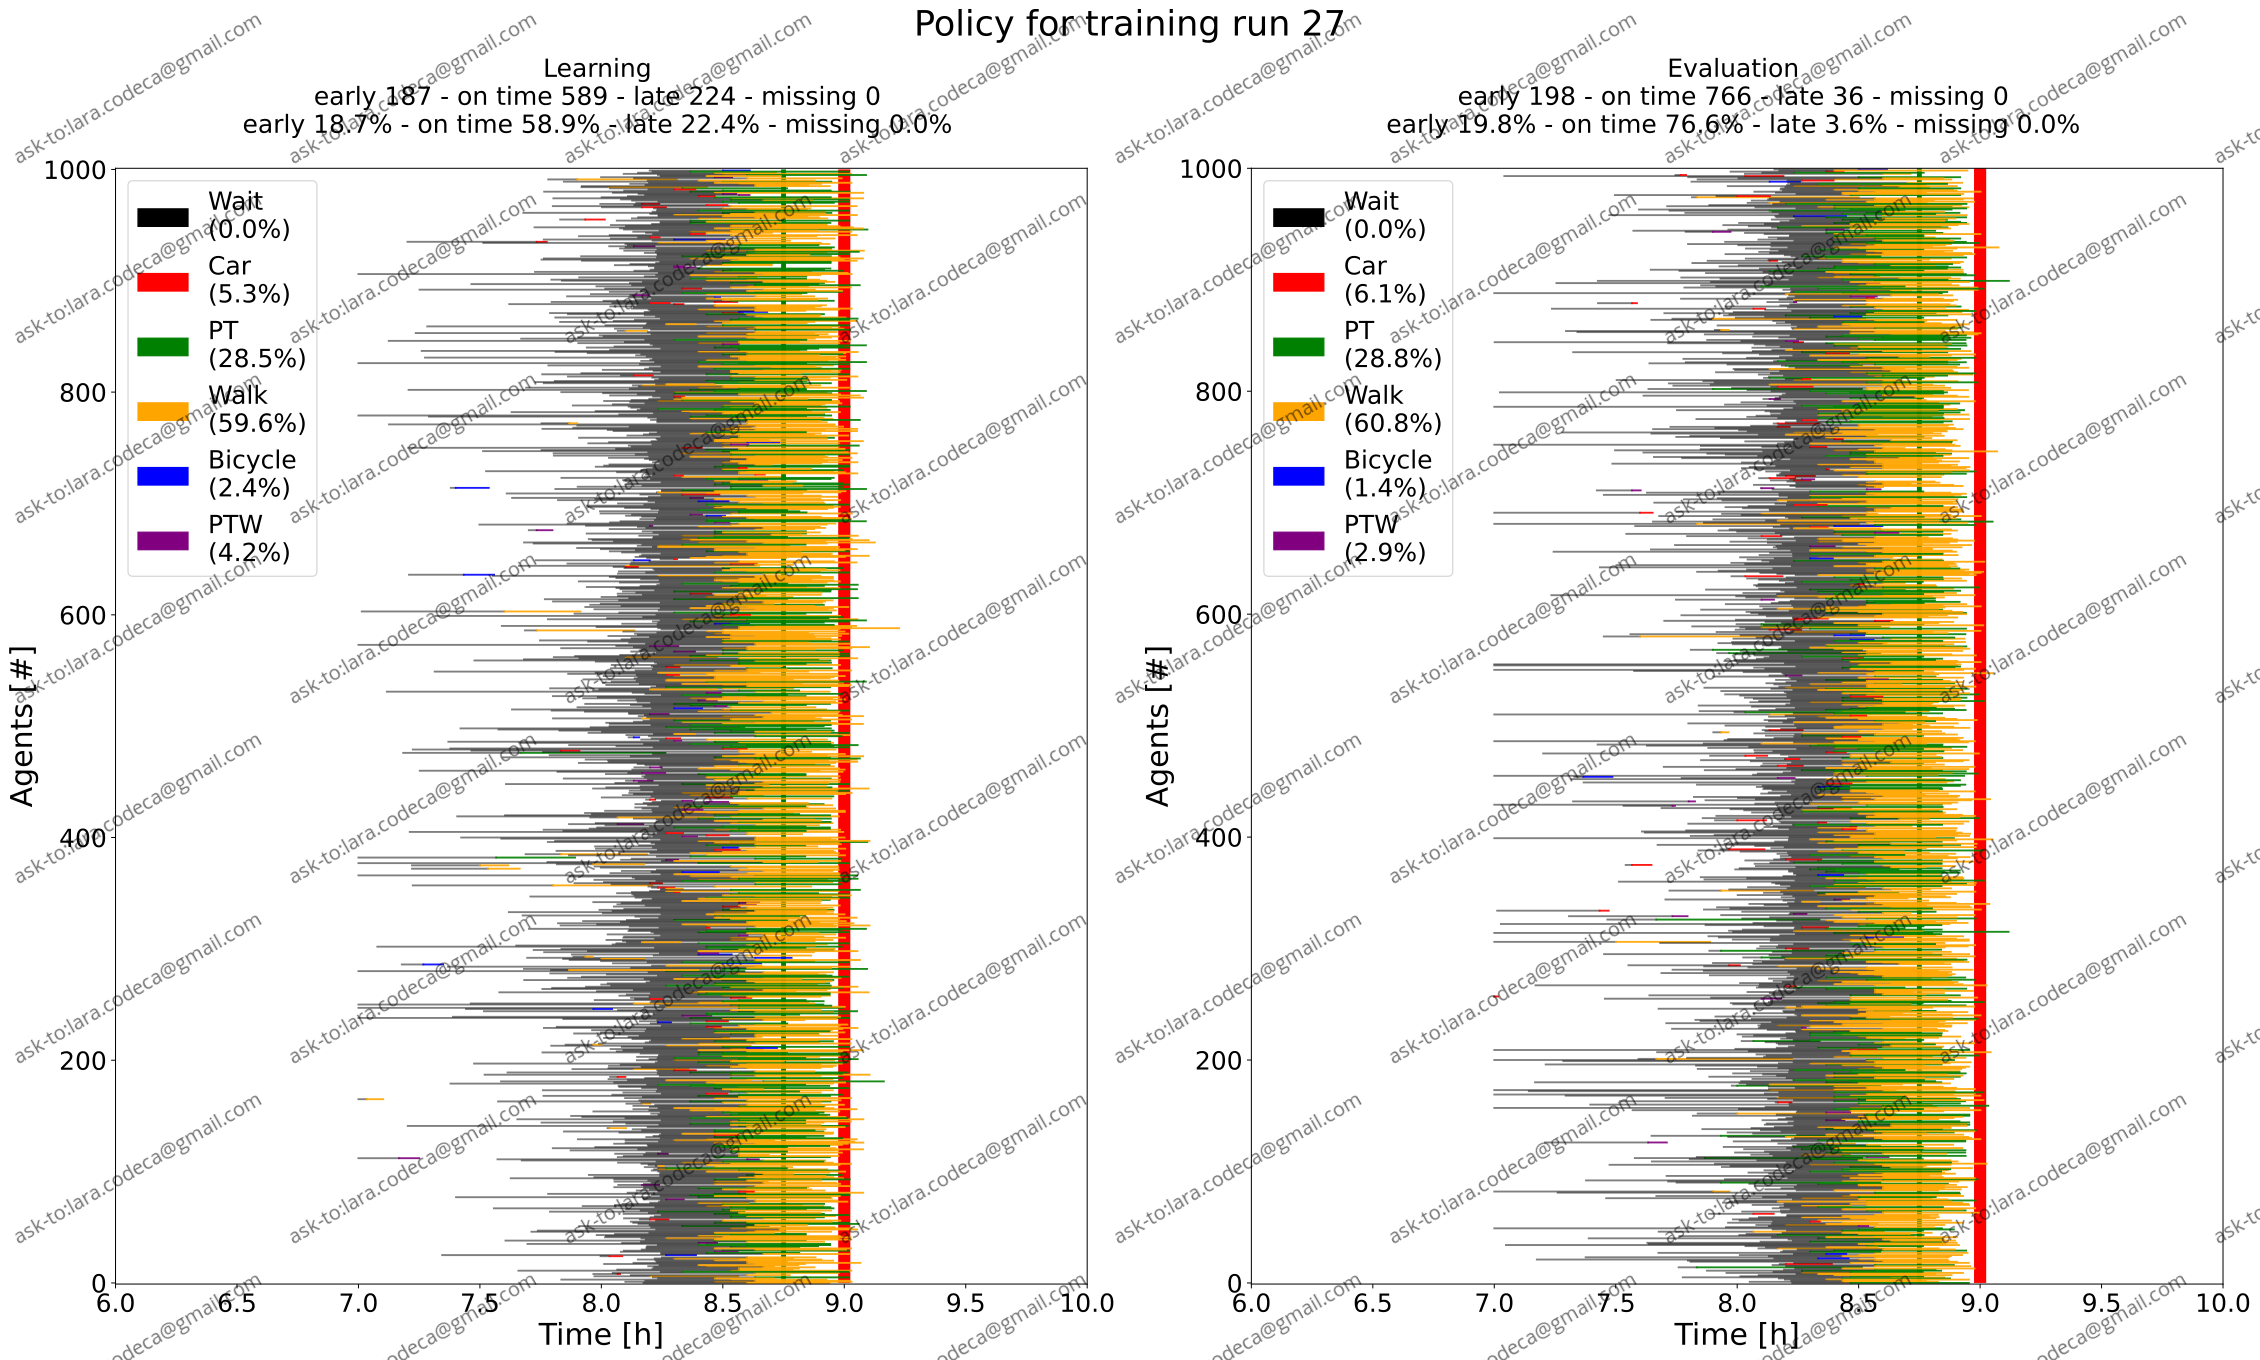 Policy for training run 27
Learning
early 187 - on time 589 - late 224 - missing 0
early 18.7% - on time 58.9% - late 22.4% - missing 0.0%
Agents [#]
1000
800
600
400
200
0
Wait
(0.0%)
Car
(5.3%)
PT
(28.5%)
Walk
(59.6%)
Bicycle
(2.4%)
PTW
(4.2%)
6.0 6.5 7.0 7.5 8.0 8.5 9.0 9.5 10.0
Time [h]
Evaluation
early 198 - on time 766 - late 36 - missing 0
early 19.8% - on time 76.6% - late 3.6% - missing 0.0%
Agents [#]
1000
800
600
400
200
0
Wait
(0.0%)
Car
(6.1%)
PT
(28.8%)
Walk
(60.8%)
Bicycle
(1.4%)
PTW
(2.9%)
6.0 6.5 7.0 7.5 8.0 8.5 9.0 9.5 10.0
Time [h]
ask-to:lara.codeca@gmail.com